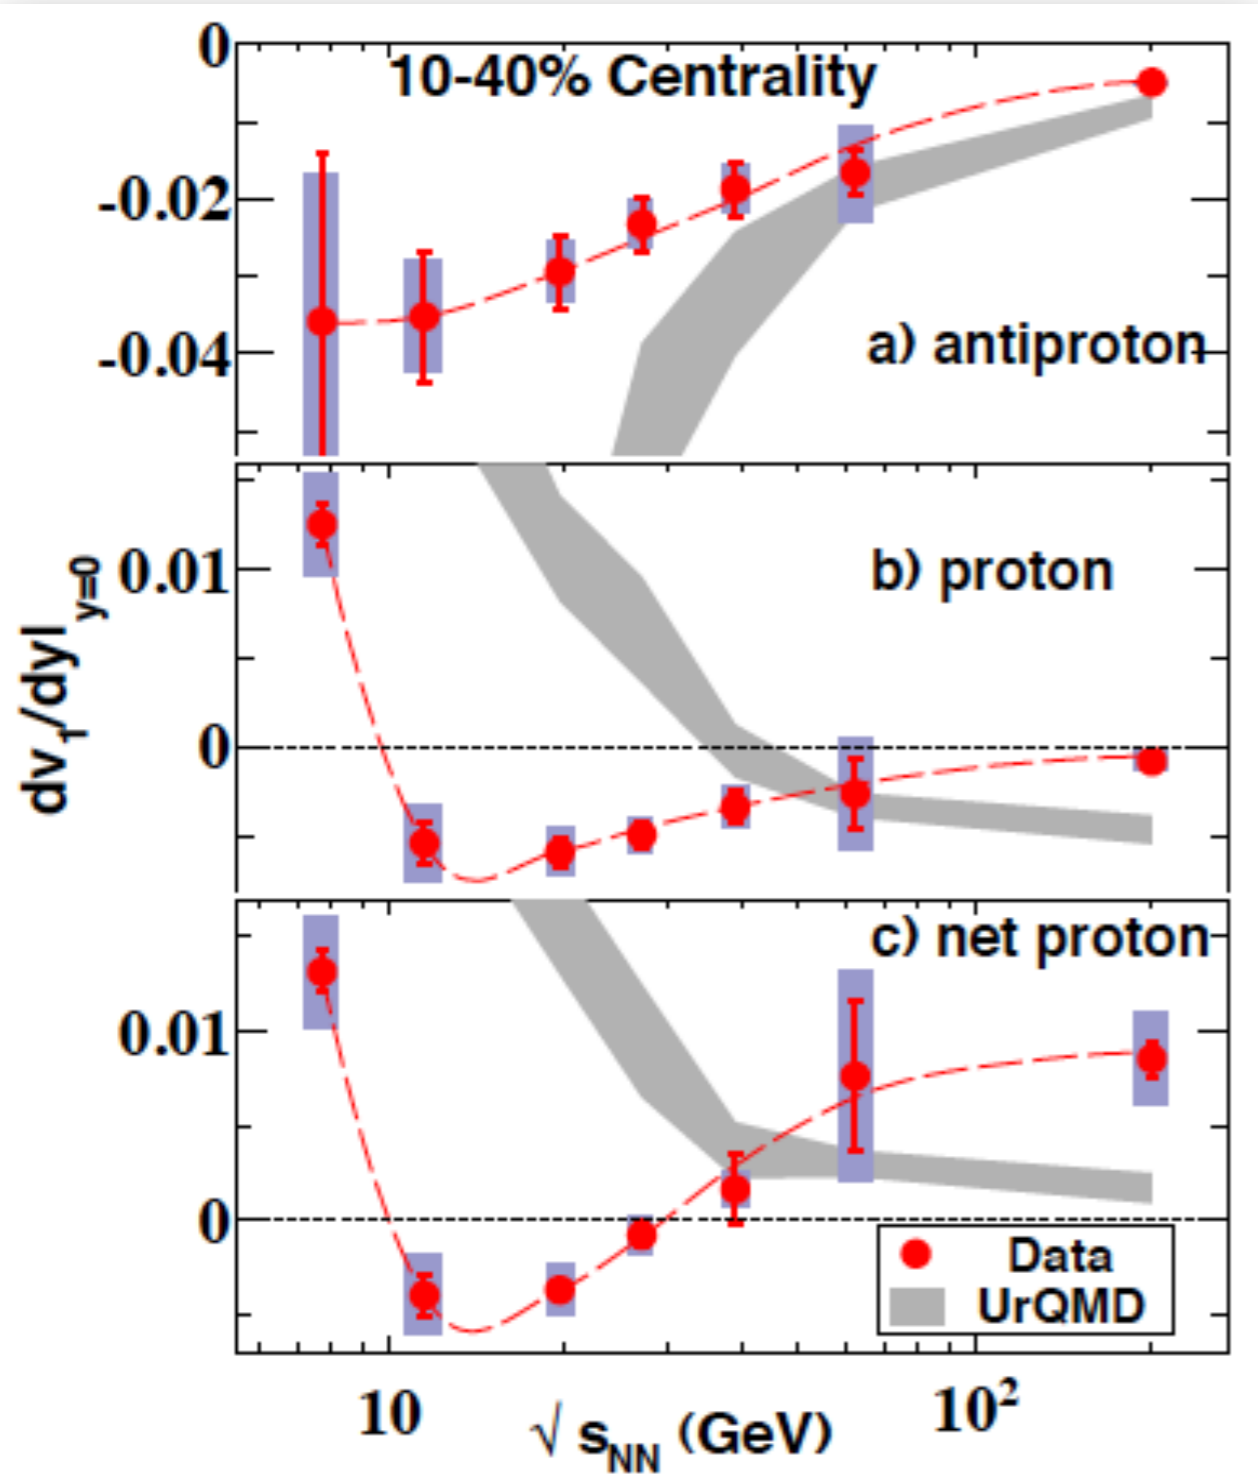 0
10-40% Centrality
-0.02
-0.04
a) antiproton
dv₁/dy|y=0
0.01
b) proton
0
c) net proton
0.01
0
Data
UrQMD
10
10²
√ sNN (GeV)